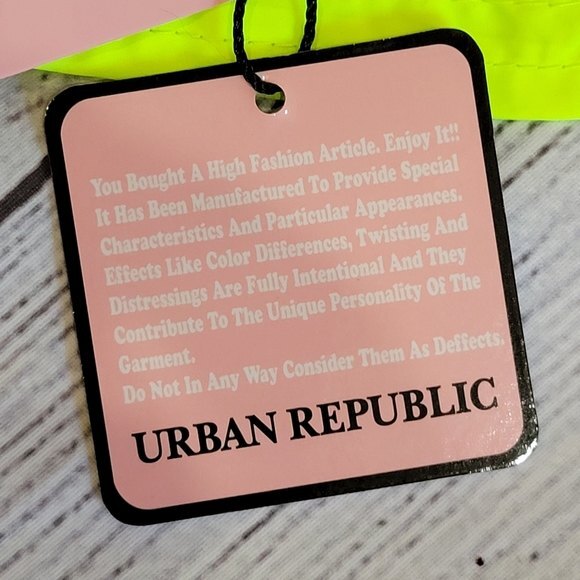 You Bought A High Fashion Article. Enjoy It!!
It Has Been Manufactured To Provide Special
Characteristics And Particular Appearances.
Effects Like Color Differences, Twisting And
Distressings Are Fully Intentional And They
Contribute To The Unique Personality Of The
Garment.
Do Not In Any Way Consider Them As Deffects.
URBAN REPUBLIC